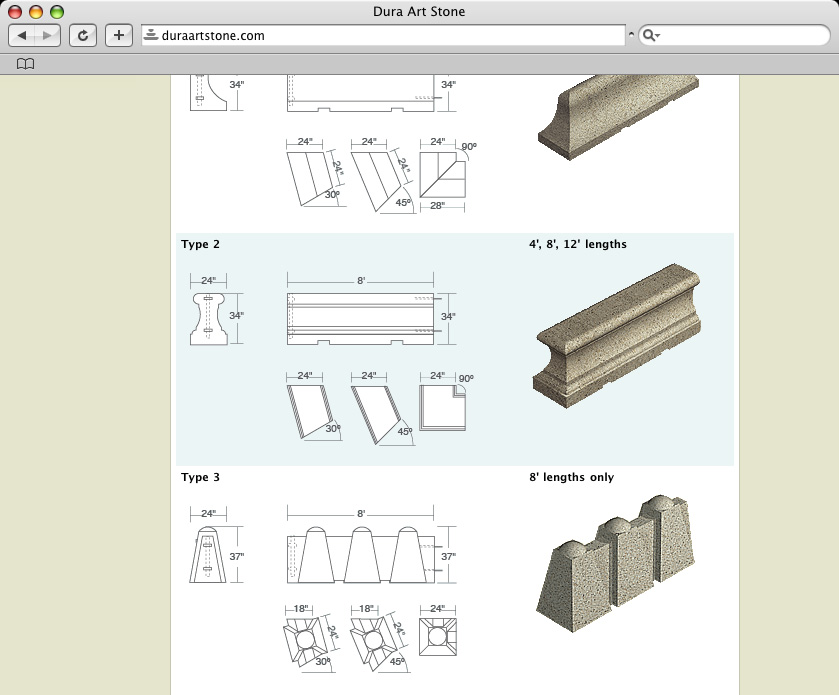 Dura Art Stone
duraartstone.com
34" 34"
24" 24" 24" 90º
24" 24"
30º 45º 28"
Type 2 4', 8', 12' lengths
24" 8'
34" 34"
24" 24" 24" 90º
30º 45º
Type 3 8' lengths only
24" 8'
37" 37"
18" 18" 24"
24" 24"
30º 45º